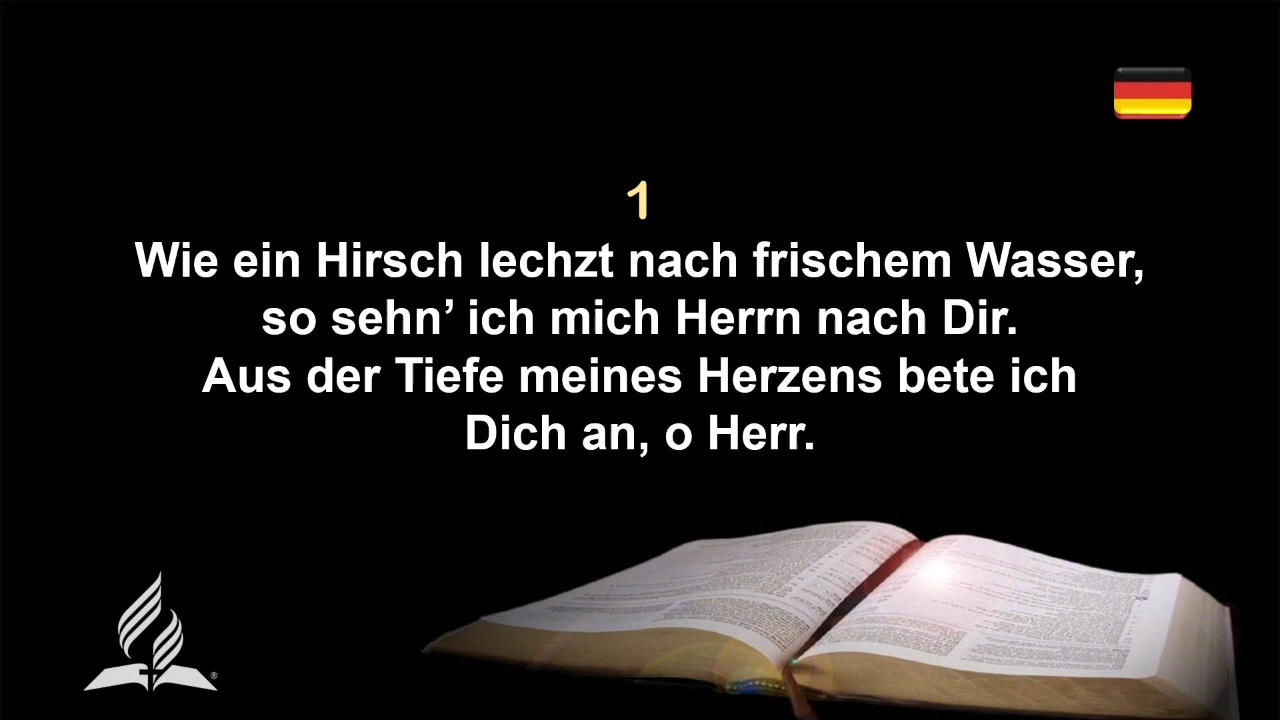 1
Wie ein Hirsch lechzt nach frischem Wasser,
so sehn’ ich mich Herrn nach Dir.
Aus der Tiefe meines Herzens bete ich
Dich an, o Herr.
®